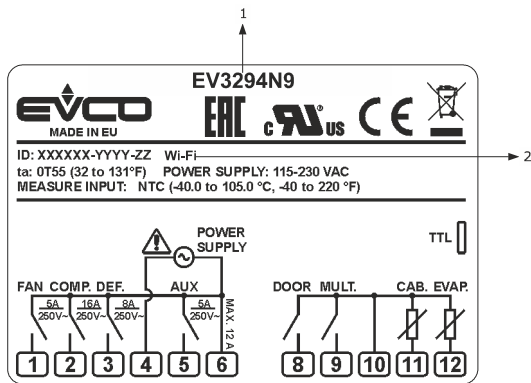 1
EV3294N9
EVCO
MADE IN EU
EAC
c RU us CE
ID: XXXXXX-YYYY-ZZ Wi-Fi
2
ta: 0T55 (32 to 131°F) POWER SUPPLY: 115-230 VAC
MEASURE INPUT: NTC (-40.0 to 105.0 °C, -40 to 220 °F)
POWER SUPPLY
TTL
FAN COMP. DEF. AUX DOOR MULT. CAB. EVAP.
5A 250V~ 16A 250V~ 8A 250V~ 5A 250V~ MAX. 12 A
1 2 3 4 5 6 8 9 10 11 12